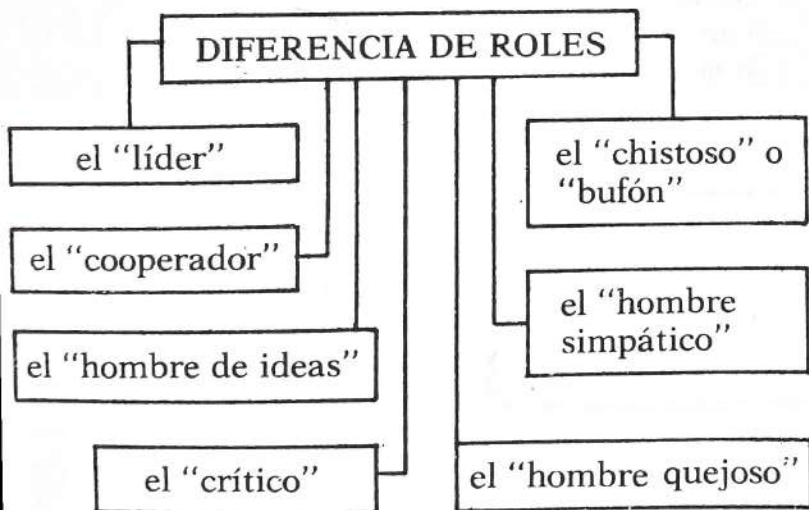 DIFERENCIA DE ROLES
el “líder”
el “cooperador”
el “hombre de ideas”
el “crítico”
el “chistoso” o
“bufón”
el “hombre
simpático”
el “hombre quejoso”